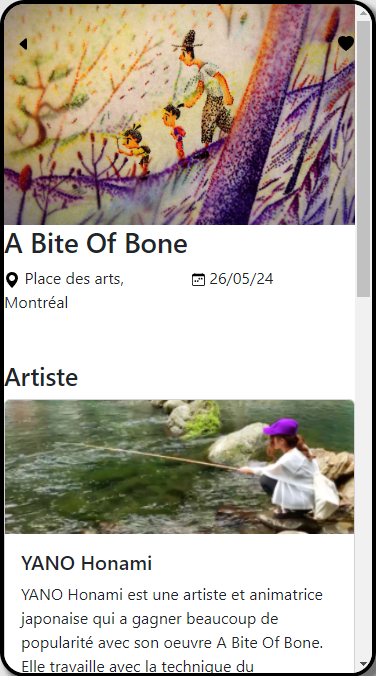 A Bite Of Bone
Place des arts,
Montréal
26/05/24
Artiste
YANO Honami
YANO Honami est une artiste et animatrice
japonaise qui a gagner beaucoup de
popularité avec son oeuvre A Bite Of Bone.
Elle travaille avec la technique du